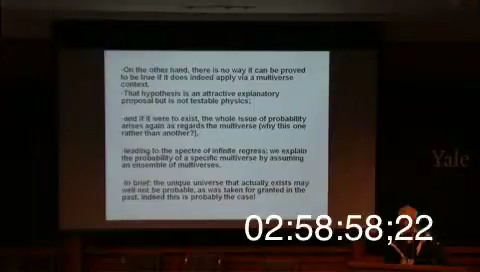 -On the other hand, there is no way it can be proved
to be true if it does indeed apply via a multiverse
context.
-That hypothesis is an attractive explanatory
proposal but is not testable physics;
-and if it were to exist, the whole issue of probability
arises again as regards the multiverse (why this one
rather than another?),
-leading to the spectre of infinite regress: we explain
the probability of a specific multiverse by assuming
an ensemble of multiverses.
-In brief: the unique universe that actually exists may
well not be probable, as was taken for granted in the
past. Indeed this is probably the case!
Yale
02:58:58;22